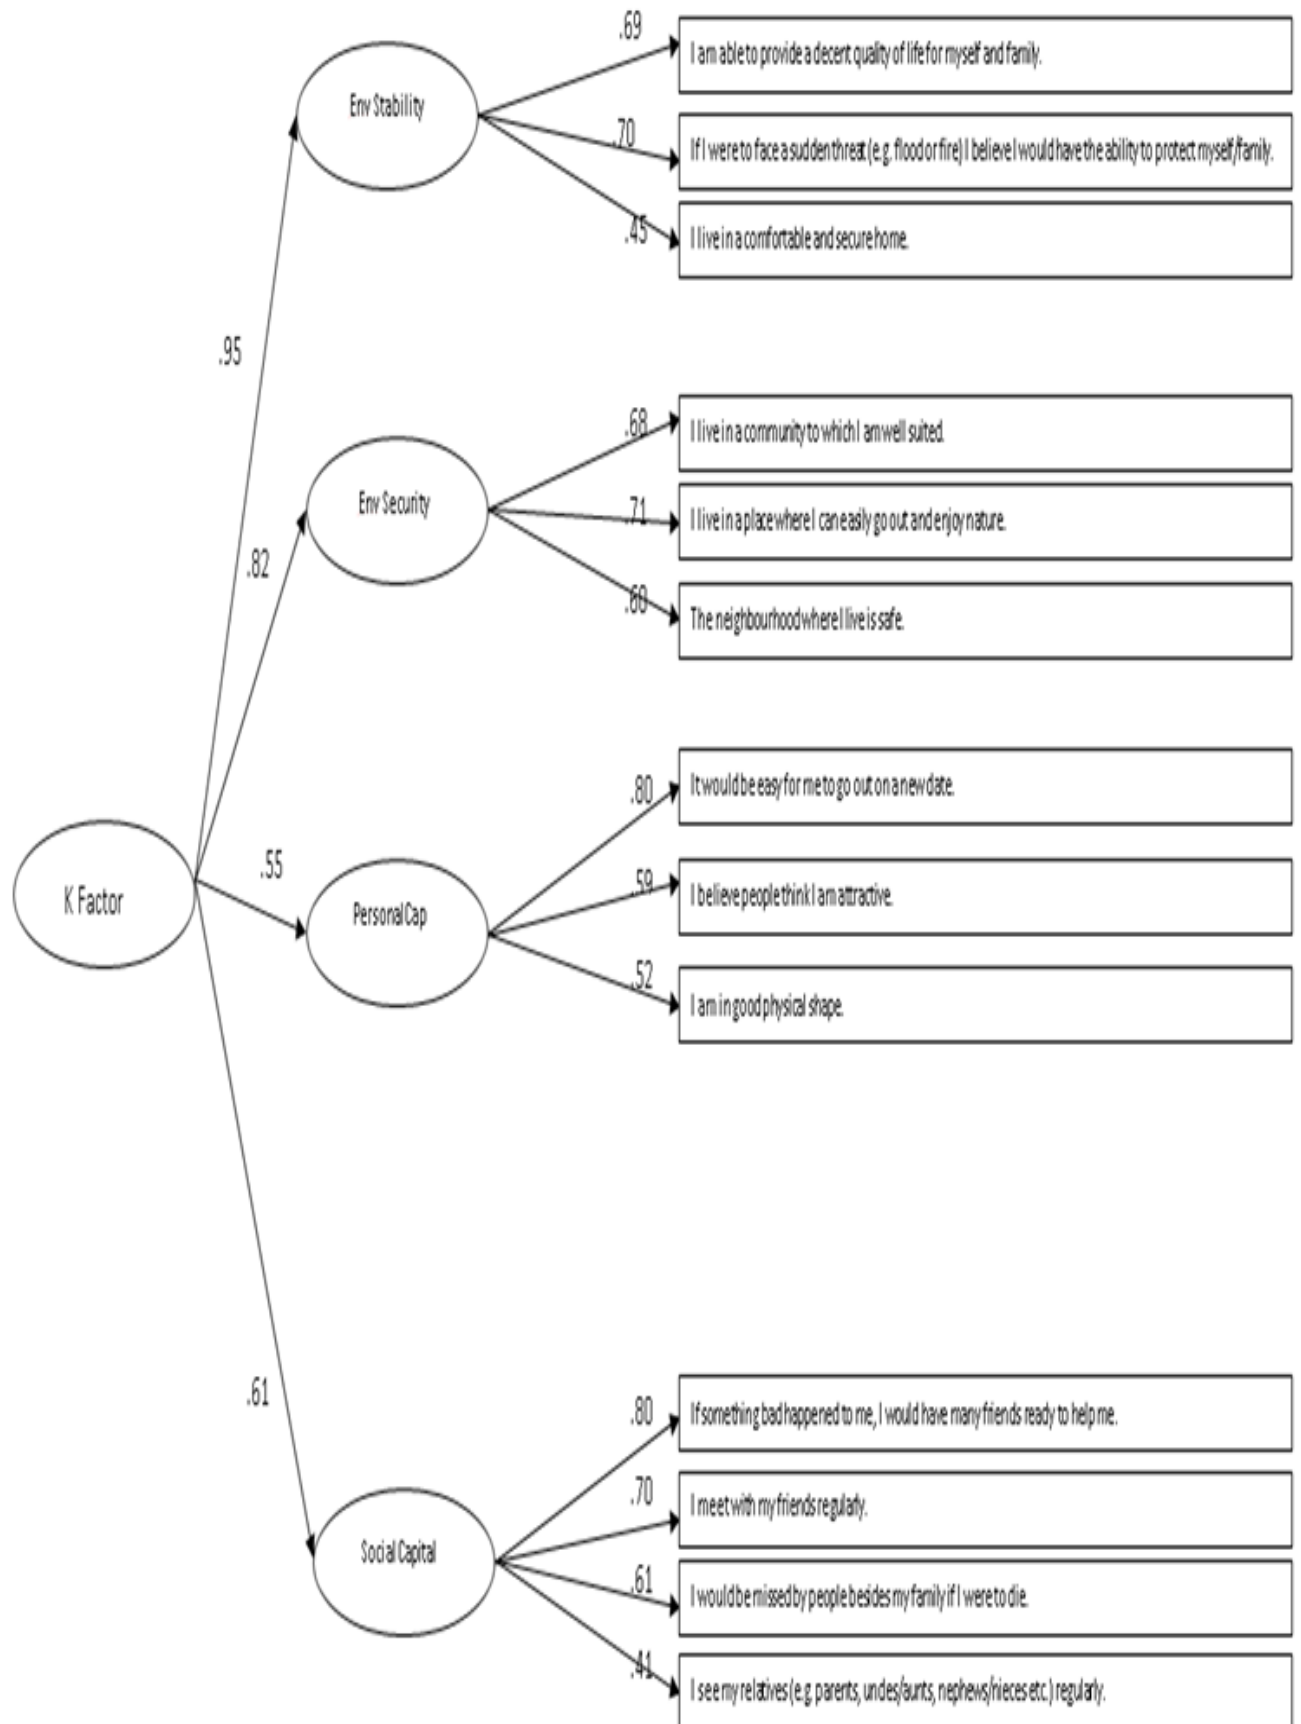 .69
I am able to provide a decent quality of life for myself and family.
Env Stability
.70
If I were to face a sudden threat (e.g. flood or fire) I believe I would have the ability to protect myself/family.
.45
I live in a comfortable and secure home.
.95
.68
I live in a community to which I am well suited.
Env Security
.71
I live in a place where I can easily go out and enjoy nature.
.82
.60
The neighbourhood where I live is safe.
.80
It would be easy for me to go out on a new date.
.55
.59
I believe people think I am attractive.
K Factor
Personal Cap
.52
I am in good physical shape.
.61
.80
If something bad happened to me, I would have many friends ready to help me.
.70
I meet with my friends regularly.
Social Capital
.61
I would be missed by people besides my family if I were to die.
.41
I see my relatives (e.g. parents, uncles/aunts, nephews/nieces etc.) regularly.